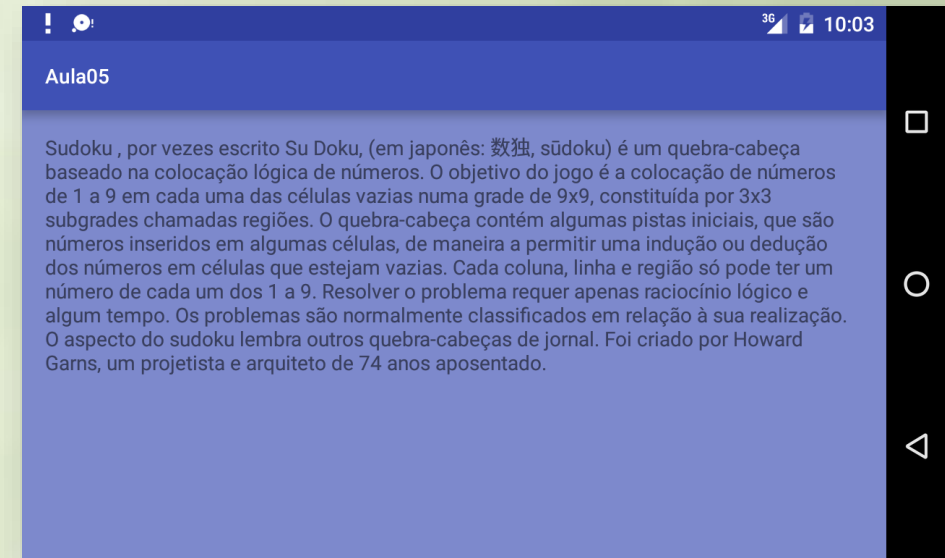 3G 10:03
Aula05
Sudoku , por vezes escrito Su Doku, (em japonês: 数独, sūdoku) é um quebra-cabeça
baseado na colocação lógica de números. O objetivo do jogo é a colocação de números
de 1 a 9 em cada uma das células vazias numa grade de 9x9, constituída por 3x3
subgrades chamadas regiões. O quebra-cabeça contém algumas pistas iniciais, que são
números inseridos em algumas células, de maneira a permitir uma indução ou dedução
dos números em células que estejam vazias. Cada coluna, linha e região só pode ter um
número de cada um dos 1 a 9. Resolver o problema requer apenas raciocínio lógico e
algum tempo. Os problemas são normalmente classificados em relação à sua realização.
O aspecto do sudoku lembra outros quebra-cabeças de jornal. Foi criado por Howard
Garns, um projetista e arquiteto de 74 anos aposentado.